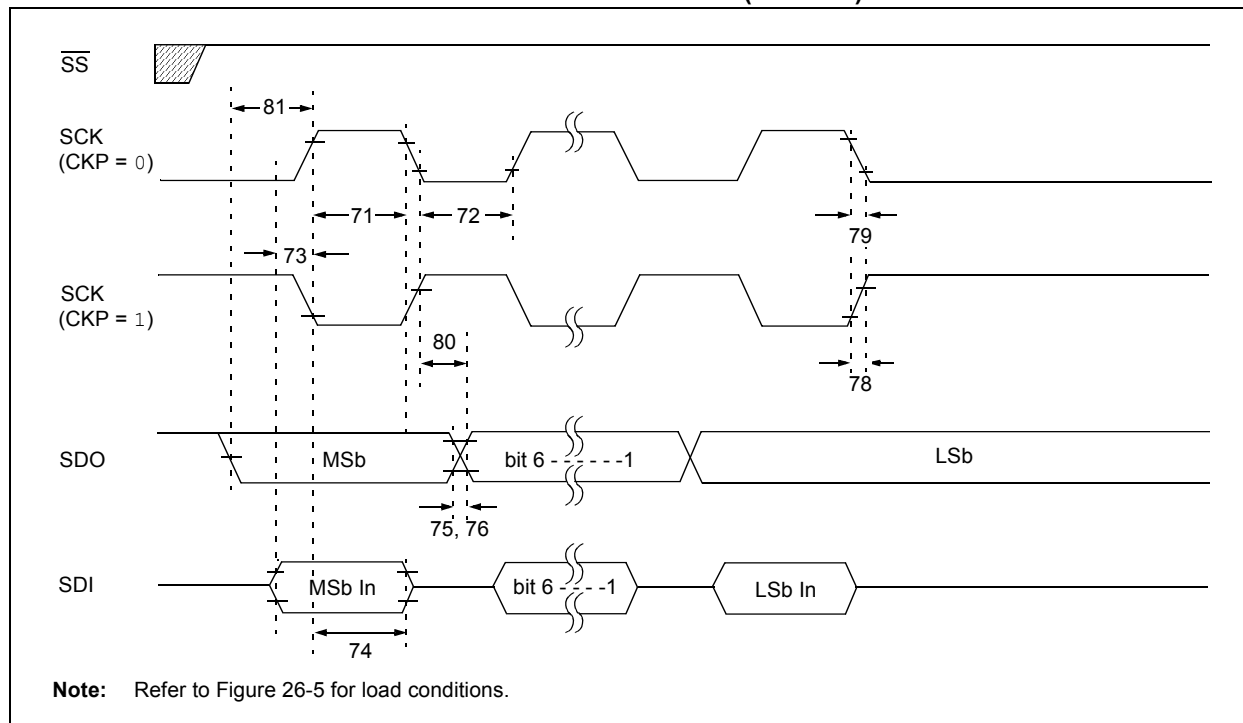 SS
81
SCK
(CKP = 0)
71
72
79
73
SCK
(CKP = 1)
80
78
SDO
MSb
bit 6 - - - - - - -1
LSb
75, 76
SDI
MSb In
bit 6 - - - - -1
LSb In
74
Note: Refer to Figure 26-5 for load conditions.